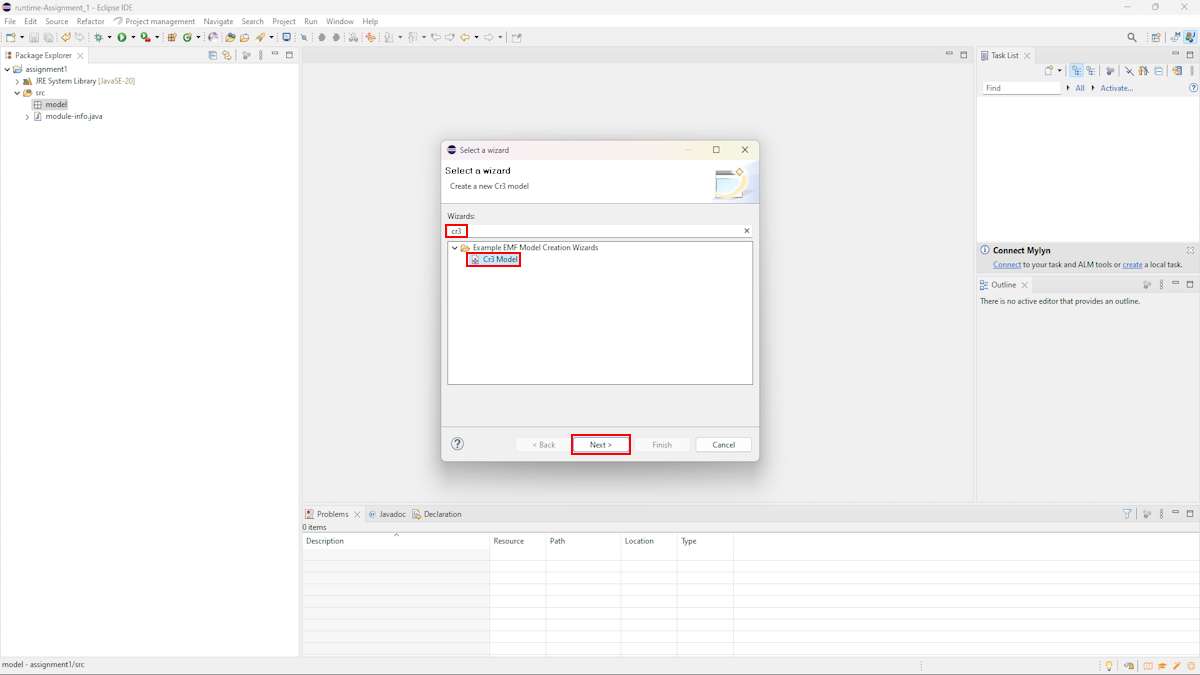 runtime-Assignment_1 - Eclipse IDE
File Edit Source Refactor Project management Navigate Search Project Run Window Help
Package Explorer
assignment1
JRE System Library [JavaSE-20]
src
model
module-info.java
Task List
Find All Activate...
Select a wizard
Select a wizard
Create a new Cr3 model
Wizards:
cr3
Example EMF Model Creation Wizards
Cr3 Model
< Back Next > Finish Cancel
Connect Mylyn
Connect to your task and ALM tools or create a local task.
Outline
There is no active editor that provides an outline.
Problems Javadoc Declaration
0 items
Description Resource Path Location Type
model - assignment1/src